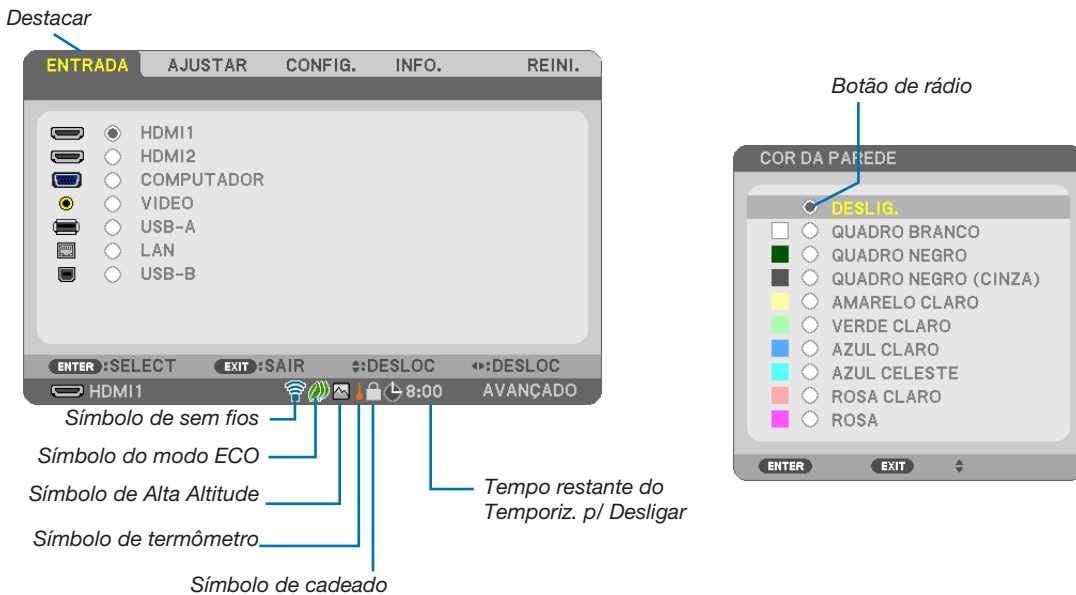 Destacar
ENTRADA AJUSTAR CONFIG. INFO. REINI.
HDMI1
HDMI2
COMPUTADOR
VIDEO
USB-A
LAN
USB-B
ENTER:SELECT EXIT:SAIR :DESLOC :DESLOC
HDMI1 8:00 AVANÇADO
Símbolo de sem fios
Símbolo do modo ECO
Símbolo de Alta Altitude
Símbolo de termômetro
Símbolo de cadeado
Tempo restante do
Temporiz. p/ Desligar
Botão de rádio
COR DA PAREDE
DESLIG.
QUADRO BRANCO
QUADRO NEGRO
QUADRO NEGRO (CINZA)
AMARELO CLARO
VERDE CLARO
AZUL CLARO
AZUL CELESTE
ROSA CLARO
ROSA
ENTER EXIT